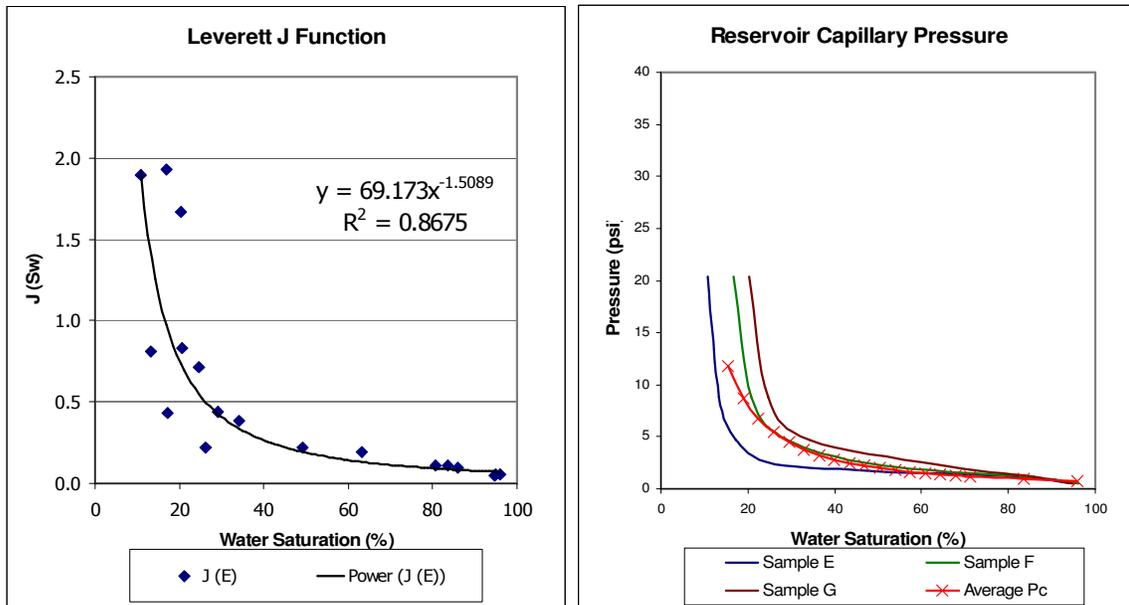 Leverett J Function
2.5
2.0
1.5
1.0
0.5
0.0
J (Sw)
y = 69.173x^-1.5089
R^2 = 0.8675
0 20 40 60 80 100
Water Saturation (%)
J (E) Power (J (E))
Reservoir Capillary Pressure
40
35
30
25
20
15
10
5
0
Pressure (psi)
0 20 40 60 80 100
Water Saturation (%)
Sample E Sample F
Sample G Average Pc